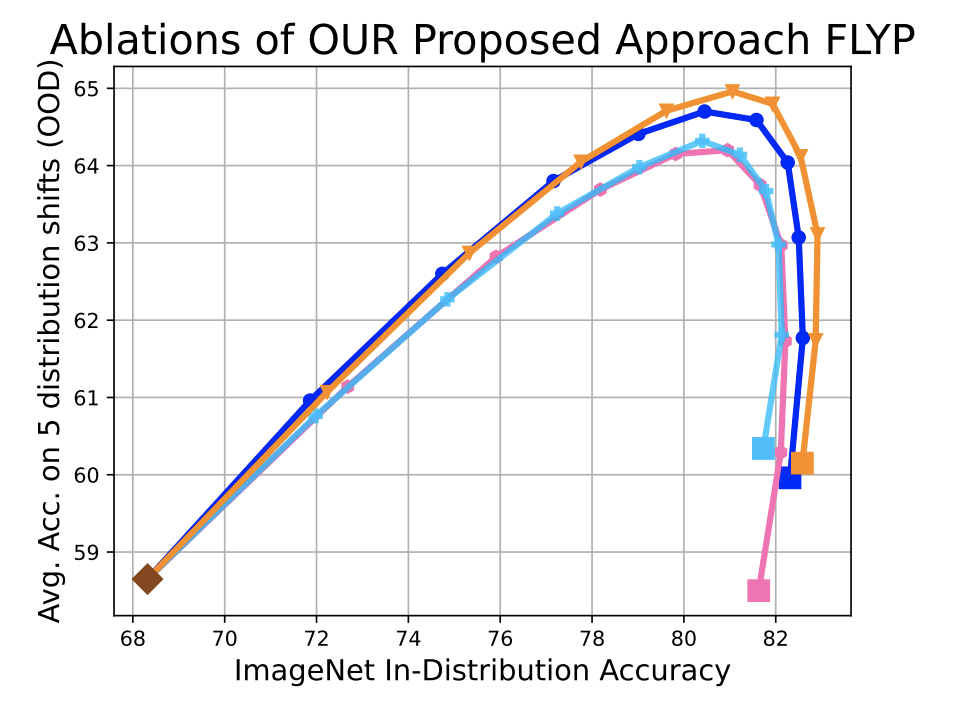 Ablations of OUR Proposed Approach FLYP
Avg. Acc. on 5 distribution shifts (OOD)
65
64
63
62
61
60
59
68 70 72 74 76 78 80 82
ImageNet In-Distribution Accuracy